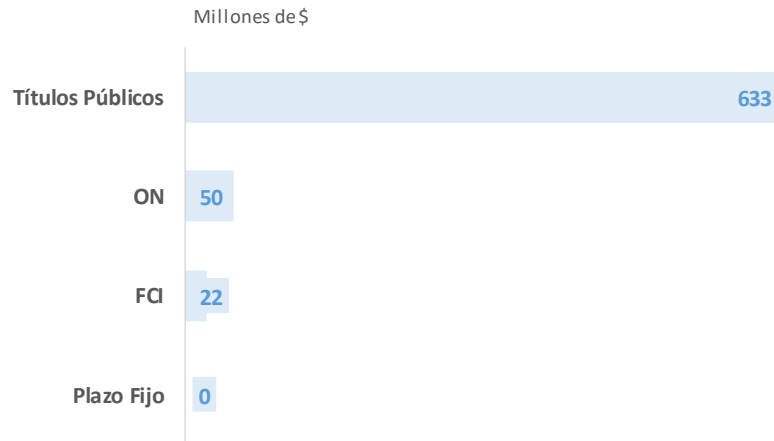 Millones de $
Títulos Públicos
633
ON
50
FCI
22
Plazo Fijo
0